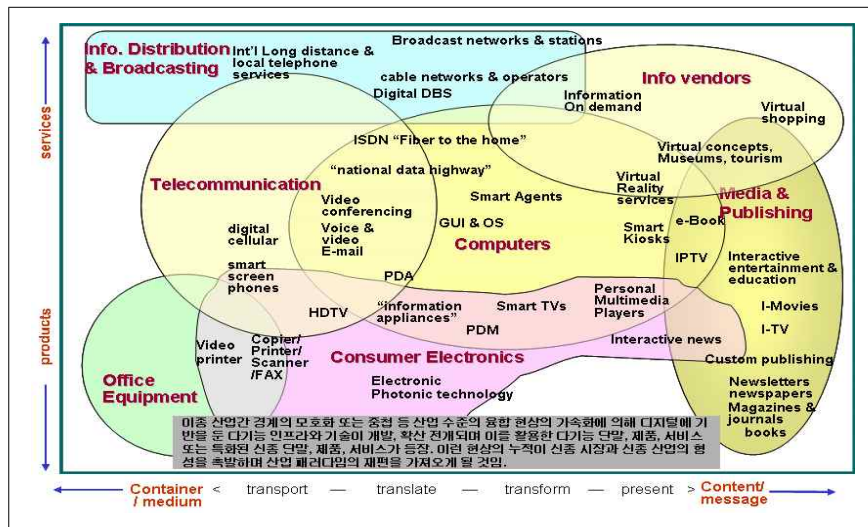 Info. Distribution
& Broadcasting
Int'l Long distance &
local telephone
services
Broadcast networks & stations
cable networks & operators
Digital DBS
Info vendors
Information
On demand
Virtual
shopping
ISDN “Fiber to the home”
“national data highway”
Virtual concepts,
Museums, tourism
Telecommunication
Video
conferencing
Voice &
video
E-mail
digital
cellular
smart
screen
phones
Smart Agents
GUI & OS
Computers
Virtual
Reality
services
Smart
Kiosks
Media &
Publishing
e-Book
IPTV
Interactive
entertainment &
education
I-Movies
I-TV
Custom publishing
Newsletters
newspapers
Magazines &
journals
books
PDA
HDTV
“information
appliances”
PDM
Smart TVs
Personal
Multimedia
Players
Interactive news
Consumer Electronics
Electronic
Photonic technology
Video
printer
Copier/
Printer/
Scanner
/FAX
Office
Equipment
이종 산업간 경계의 모호화 또는 중첩 등 산업 수준의 융합 현상의 가속화에 의해 디지털에 기
반을 둔 다기능 인프라와 기술이 개발, 확산 전개되며 이를 활용한 다기능 단말, 제품, 서비스
또는 특화된 신종 단말, 제품, 서비스가 등장. 이런 현상의 누적이 신종 시장과 신종 산업의 형
성을 촉발하며 산업 패러다임의 재편을 가져오게 될 것임.
services
products
Container
/ medium
< transport — translate — transform — present >
Content/
message